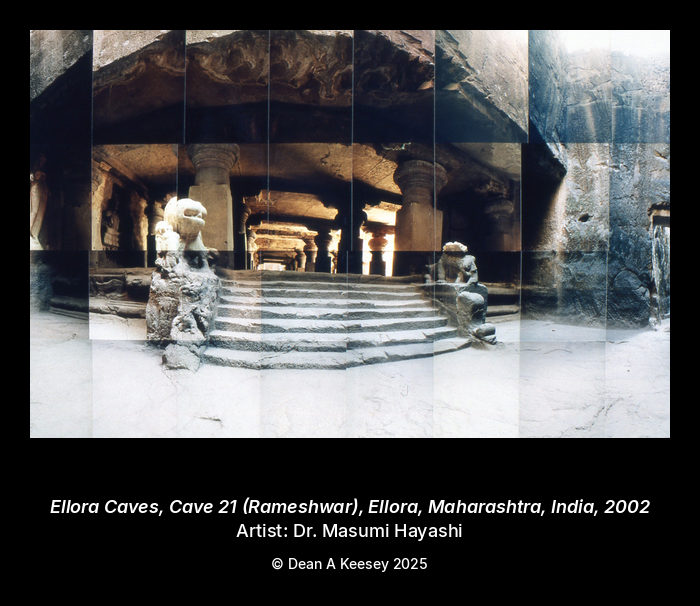 Ellora Caves, Cave 21 (Rameshwar), Ellora, Maharashtra, India, 2002
Artist: Dr. Masumi Hayashi
© Dean A Keesey 2025